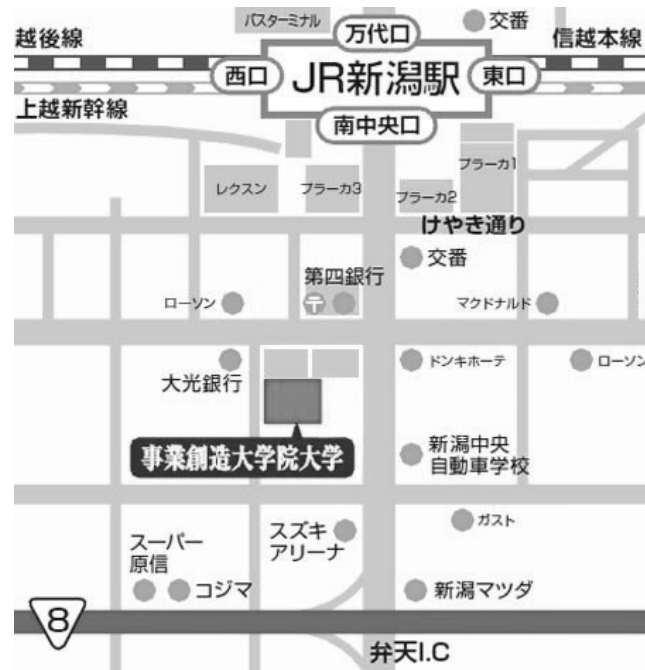 バスターミナル
交番
越後線
万代口
信越本線
西口
JR新潟駅
東口
上越新幹線
南中央口
レクスン
プラーカ3
プラーカ2
プラーカ1
けやき通り
交番
第四銀行
ローソン
〒
マクドナルド
大光銀行
ドンキホーテ
ローソン
事業創造大学院大学
新潟中央
自動車学校
ガスト
スズキ
アリーナ
スーパー
原信
コジマ
新潟マツダ
8
弁天I.C